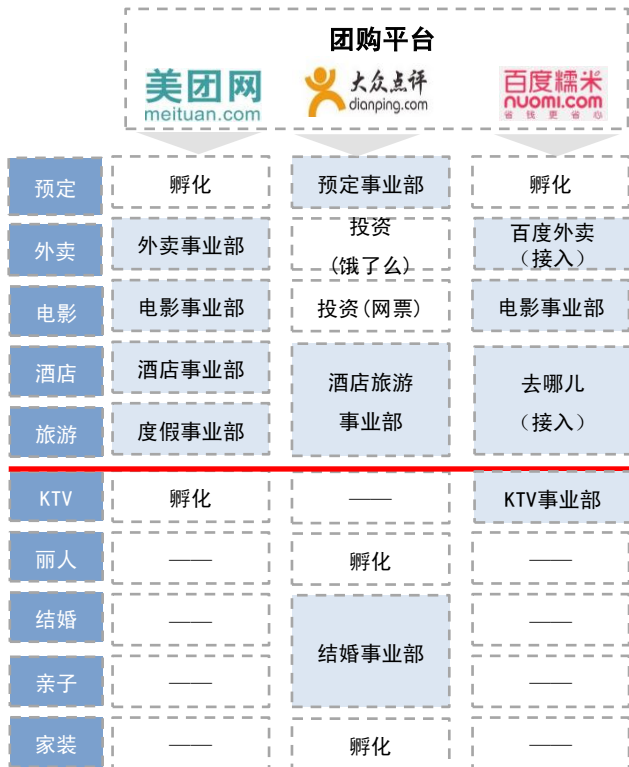 团购平台
美团网
meituan.com
大众点评
dianping.com
百度糯米
nuomi.com
省钱更省心
预定
孵化
预定事业部
孵化
外卖
外卖事业部
投资
(饿了么)
百度外卖
(接入)
电影
电影事业部
投资(网票)
电影事业部
酒店
酒店事业部
酒店旅游
事业部
去哪儿
(接入)
旅游
度假事业部
KTV
孵化
——
KTV事业部
丽人
——
孵化
——
结婚
——
结婚事业部
——
亲子
——
——
家装
——
孵化
——